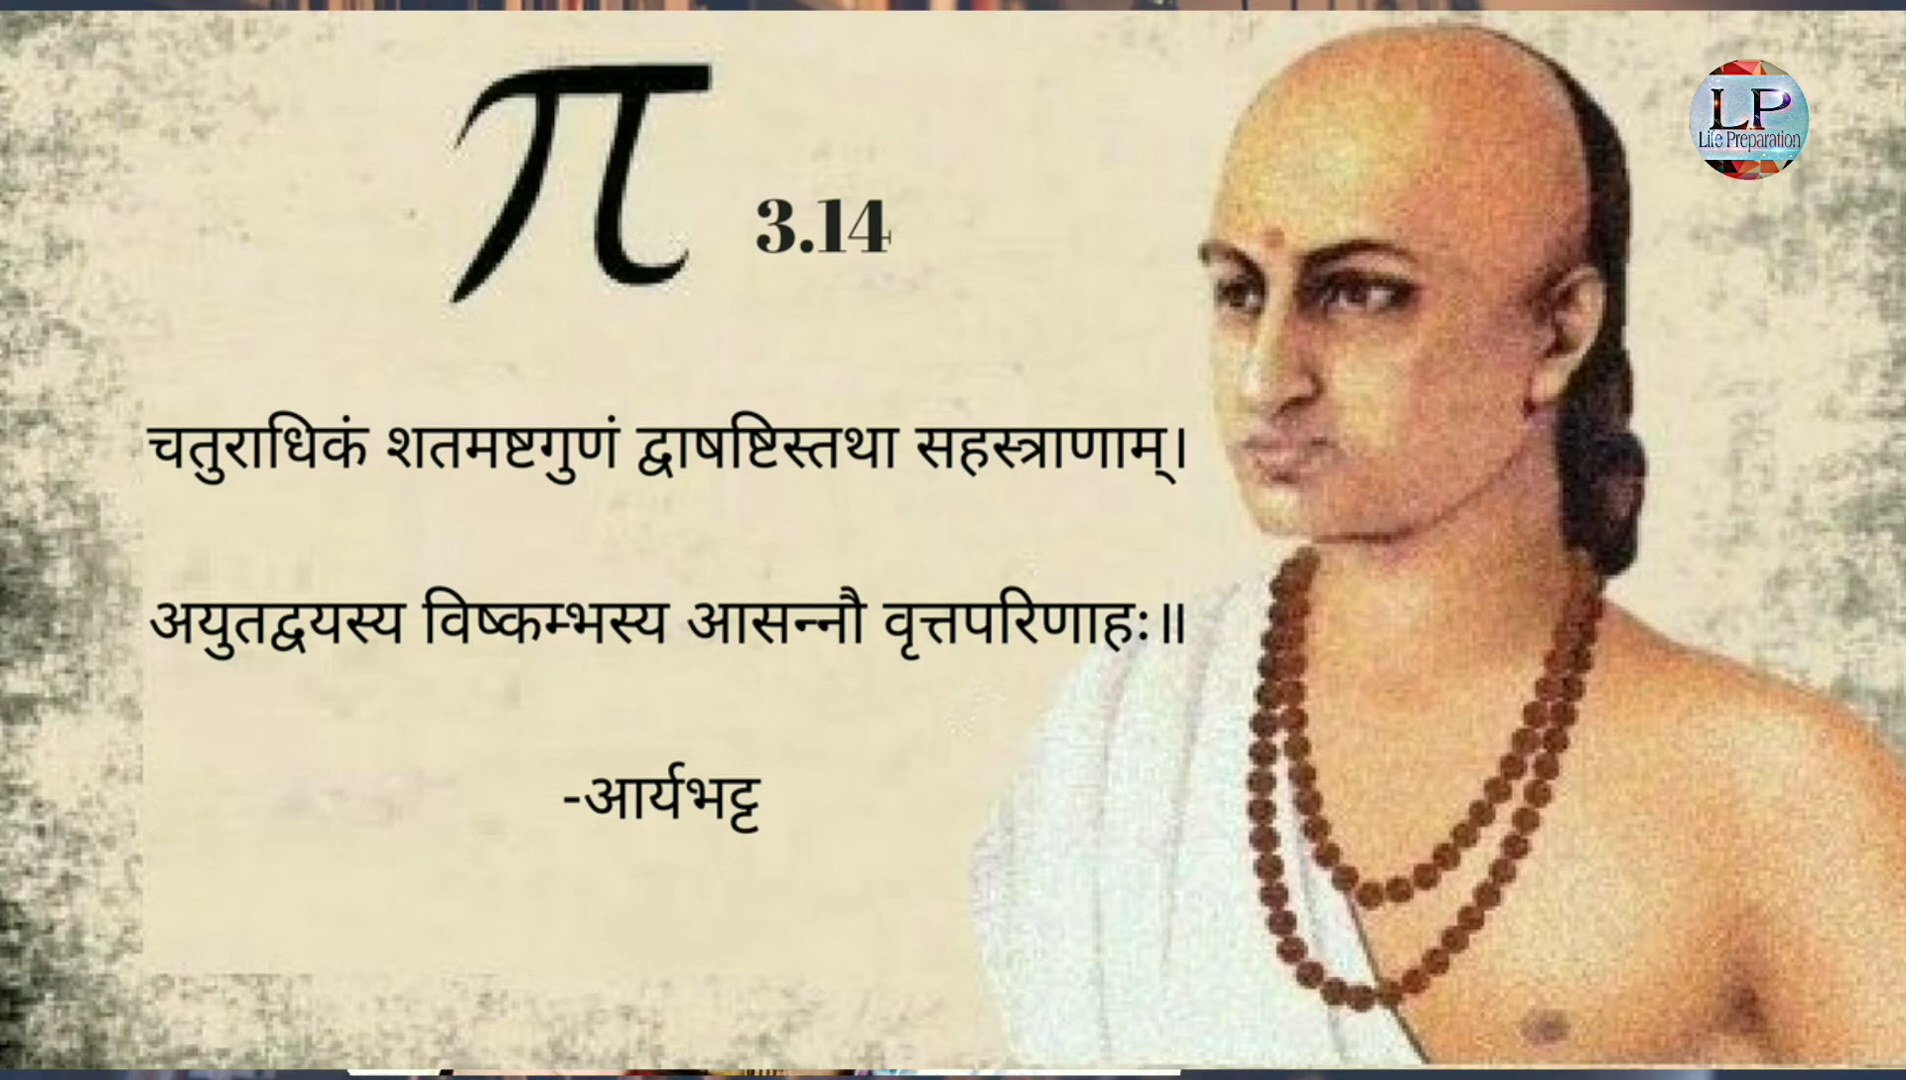 π
3.14
LP
Life Preparation
चतुराधिकं शतमष्टगुणं द्वाषष्टिस्तथा सहस्त्राणाम्।
अयुतद्वयस्य विष्कम्भस्य आसन्नौ वृत्तपरिणाहः॥
-आर्यभट्ट